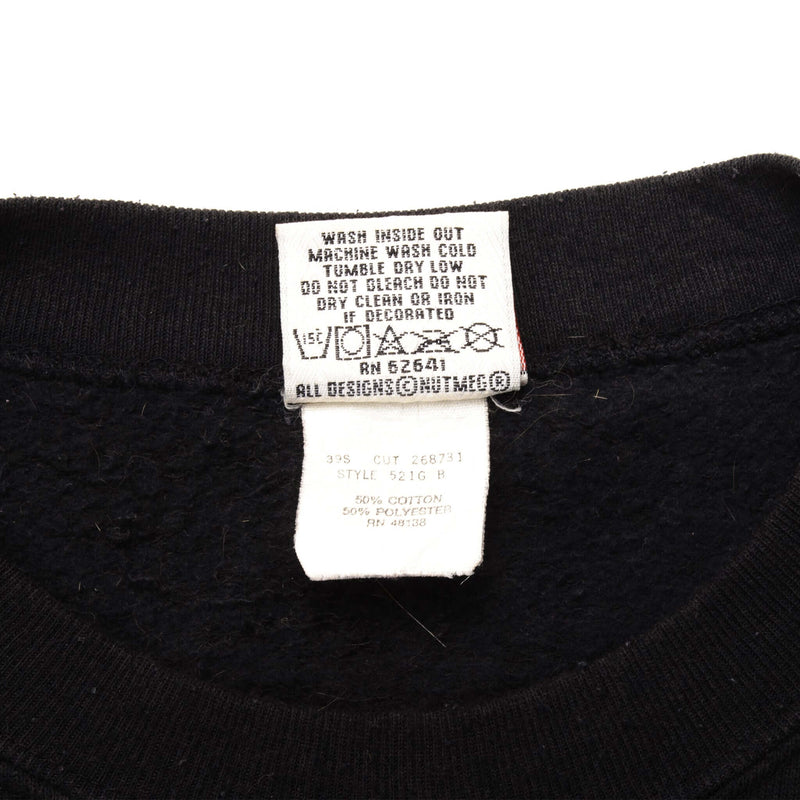 WASH INSIDE OUT
MACHINE WASH COLD
TUMBLE DRY LOW
DO NOT BLEACH DO NOT
DRY CLEAN OR IRON
IF DECORATED
15C
RN 62641
ALL DESIGNS © NUTMEG ®
39S CUT 268731
STYLE 521G B
50% COTTON
50% POLYESTER
RN 48138